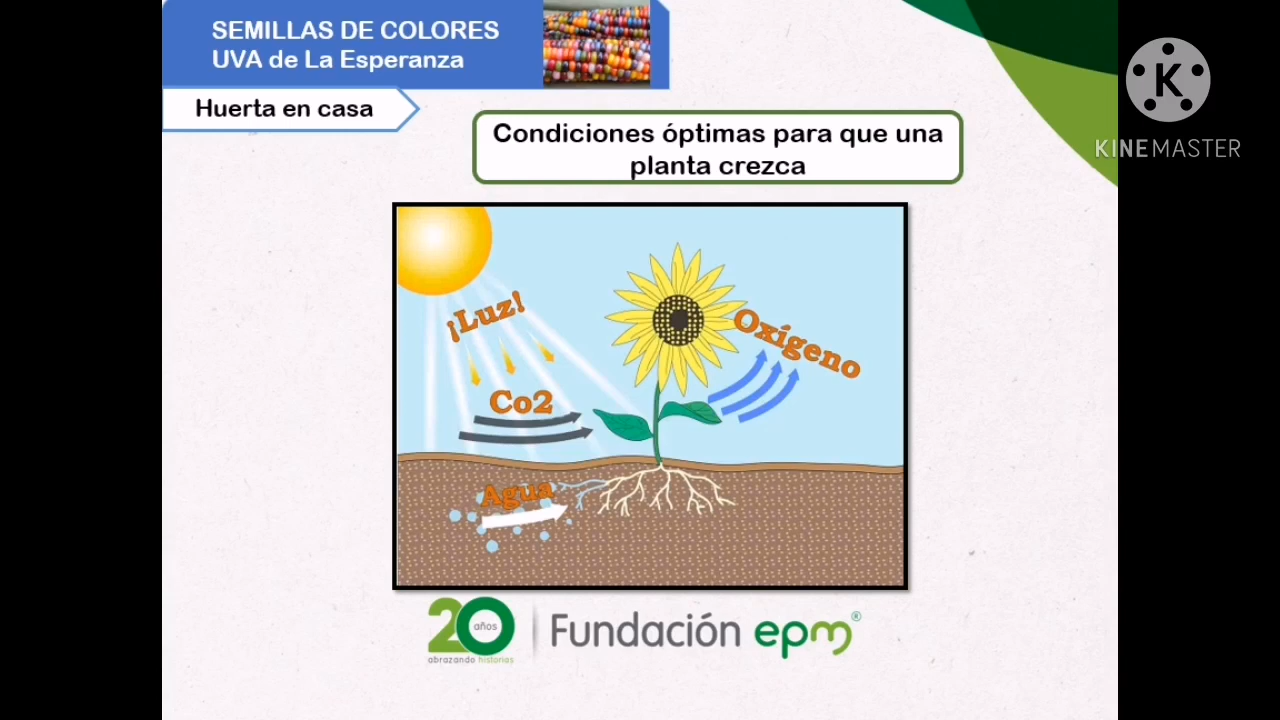 SEMILLAS DE COLORES
UVA de La Esperanza
Huerta en casa
K
KINEMASTER
Condiciones óptimas para que una
planta crezca
¡Luz!
Oxígeno
Co2
Agua
20 años
abrazando historias
Fundación epm®